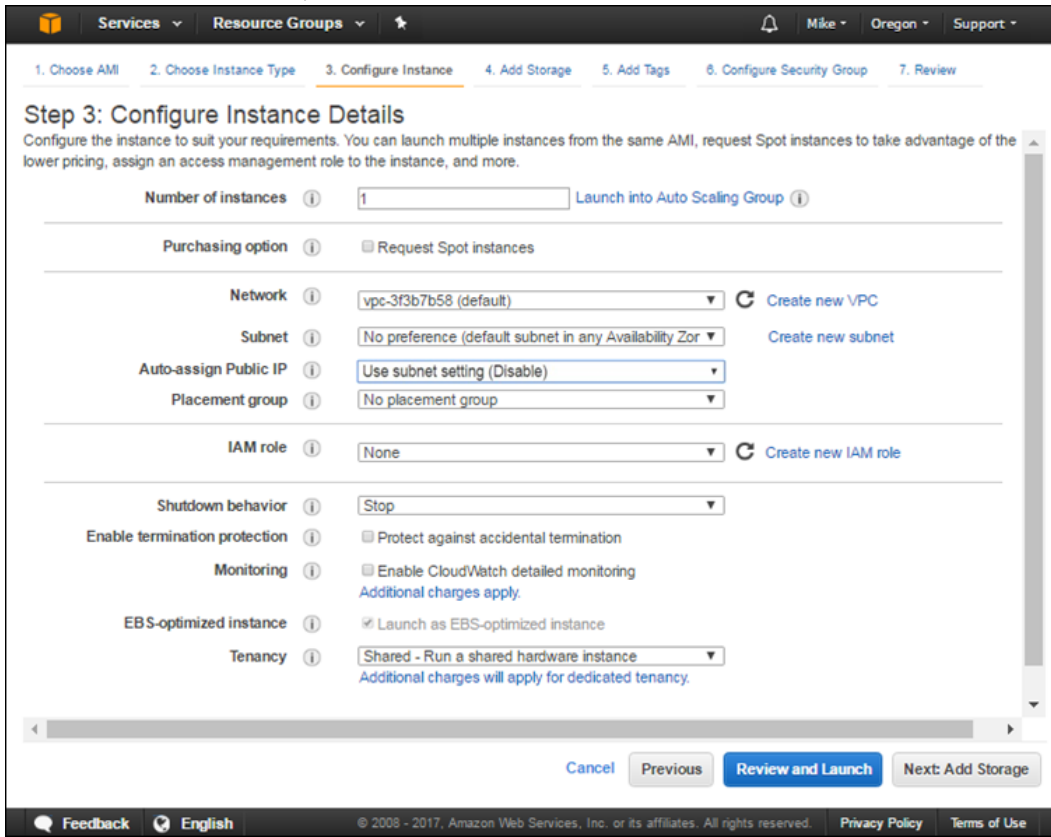 Services Resource Groups Mike Oregon Support
1. Choose AMI 2. Choose Instance Type 3. Configure Instance 4. Add Storage 5. Add Tags 6. Configure Security Group 7. Review
Step 3: Configure Instance Details
Configure the instance to suit your requirements. You can launch multiple instances from the same AMI, request Spot instances to take advantage of the
lower pricing, assign an access management role to the instance, and more.
Number of instances i 1 Launch into Auto Scaling Group i
Purchasing option i Request Spot instances
Network i vpc-3f3b7b58 (default) Create new VPC
Subnet i No preference (default subnet in any Availability Zor Create new subnet
Auto-assign Public IP i Use subnet setting (Disable)
Placement group i No placement group
IAM role i None Create new IAM role
Shutdown behavior i Stop
Enable termination protection i Protect against accidental termination
Monitoring i Enable CloudWatch detailed monitoring
Additional charges apply.
EBS-optimized instance i Launch as EBS-optimized instance
Tenancy i Shared - Run a shared hardware instance
Additional charges will apply for dedicated tenancy.
Cancel Previous Review and Launch Next: Add Storage
Feedback English © 2008 - 2017, Amazon Web Services, Inc. or its affiliates. All rights reserved. Privacy Policy Terms of Use